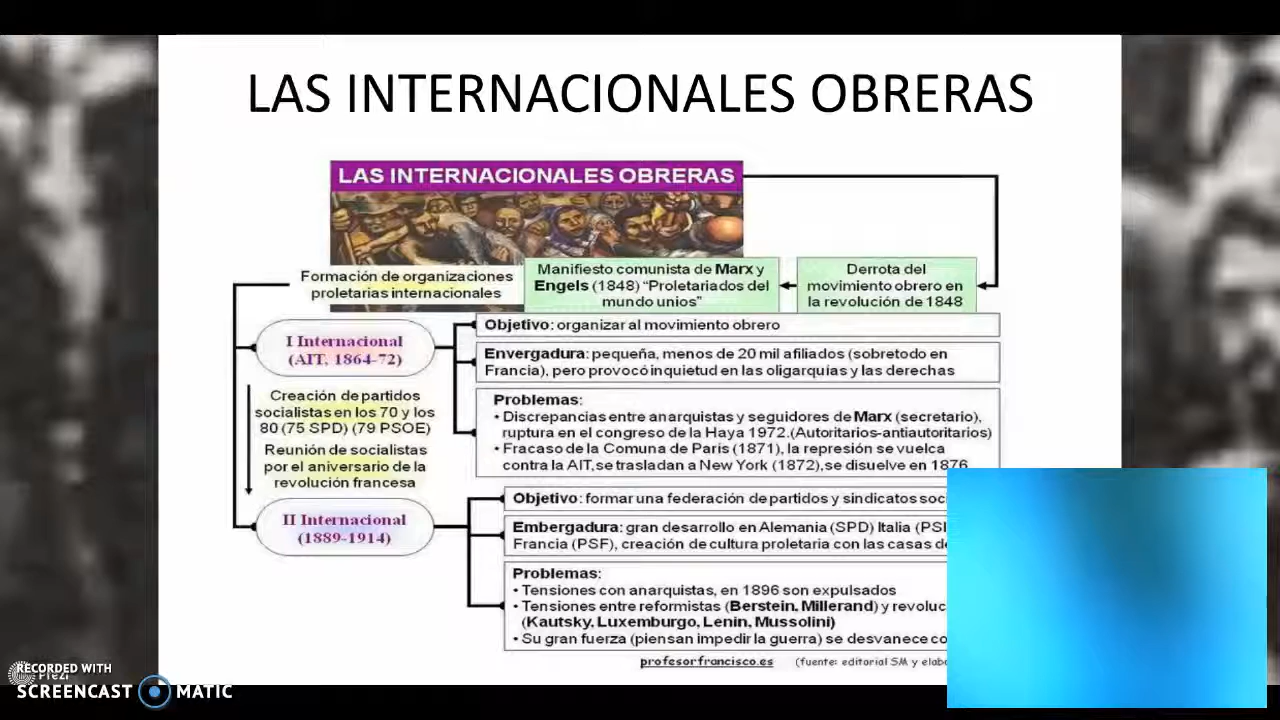 LAS INTERNACIONALES OBRERAS
LAS INTERNACIONALES OBRERAS
Formación de organizaciones
proletarias internacionales
Manifiesto comunista de Marx y
Engels (1848) “Proletariados del
mundo unios”
Derrota del
movimiento obrero en
la revolución de 1848
I Internacional
(AIT, 1864-72)
Objetivo: organizar al movimiento obrero
Envergadura: pequeña, menos de 20 mil afiliados (sobretodo en
Francia), pero provocó inquietud en las oligarquías y las derechas
Problemas:
• Discrepancias entre anarquistas y seguidores de Marx (secretario),
ruptura en el congreso de la Haya 1972.(Autoritarios-antiautoritarios)
• Fracaso de la Comuna de París (1871), la represión se vuelca
contra la AIT, se trasladan a New York (1872), se disuelve en 1876
Creación de partidos
socialistas en los 70 y los
80 (75 SPD) (79 PSOE)
Reunión de socialistas
por el aniversario de la
revolución francesa
II Internacional
(1889-1914)
Objetivo: formar una federación de partidos y sindicatos soci
Embergadura: gran desarrollo en Alemania (SPD) Italia (PSI
Francia (PSF), creación de cultura proletaria con las casas de
Problemas:
• Tensiones con anarquistas, en 1896 son expulsados
• Tensiones entre reformistas (Berstein, Millerand) y revoluc
(Kautsky, Luxemburgo, Lenin, Mussolini)
• Su gran fuerza (piensan impedir la guerra) se desvanece co
profesorfrancisco.es (fuente: editorial SM y elabo
RECORDED WITH
Prezi
SCREENCAST MATIC